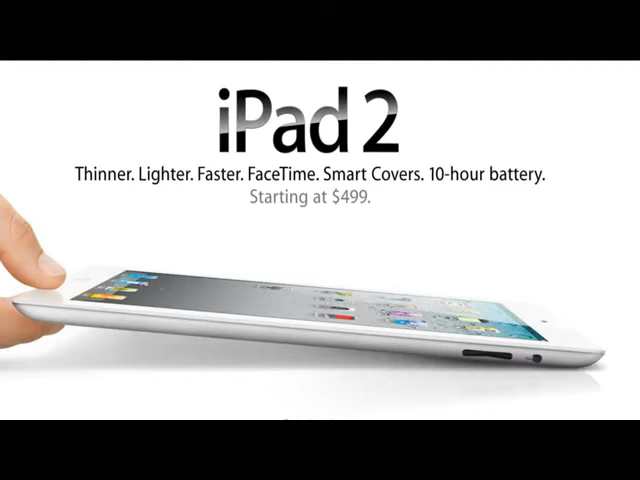 iPad 2
Thinner. Lighter. Faster. FaceTime. Smart Covers. 10-hour battery.
Starting at $499.